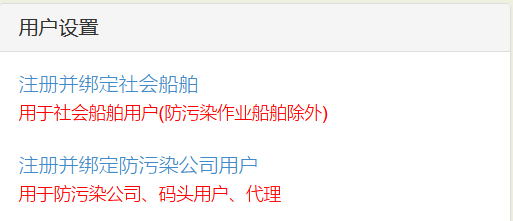 用户设置
注册并绑定社会船舶
用于社会船舶用户(防污染作业船舶除外)
注册并绑定防污染公司用户
用于防污染公司、码头用户、代理